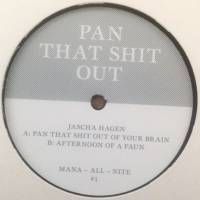 PAN
THAT SHIT
OUT
JASCHA HAGEN
A: PAN THAT SHIT OUT OF YOUR BRAIN
B: AFTERNOON OF A FAUN
MANA – ALL – NITE
#1